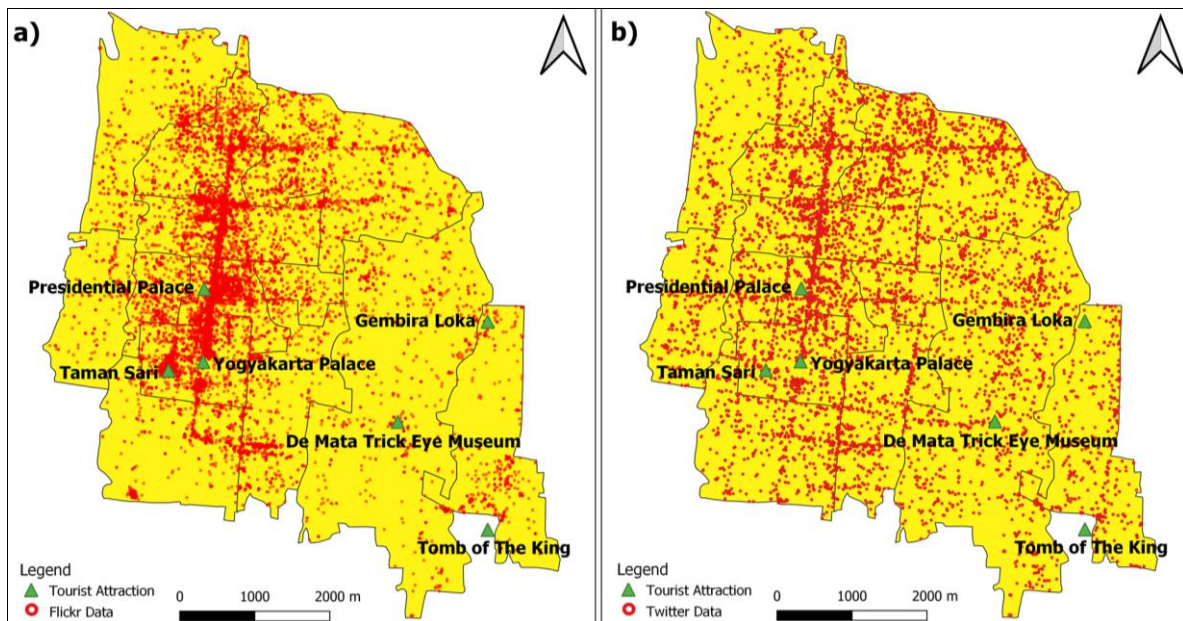 a)
Presidential Palace
Gembira Loka
Taman Sari
Yogyakarta Palace
De Mata Trick Eye Museum
Tomb of The King
Legend
Tourist Attraction
Flickr Data
0 1000 2000 m
b)
Presidential Palace
Gembira Loka
Taman Sari
Yogyakarta Palace
De Mata Trick Eye Museum
Tomb of The King
Legend
Tourist Attraction
Twitter Data
0 1000 2000 m